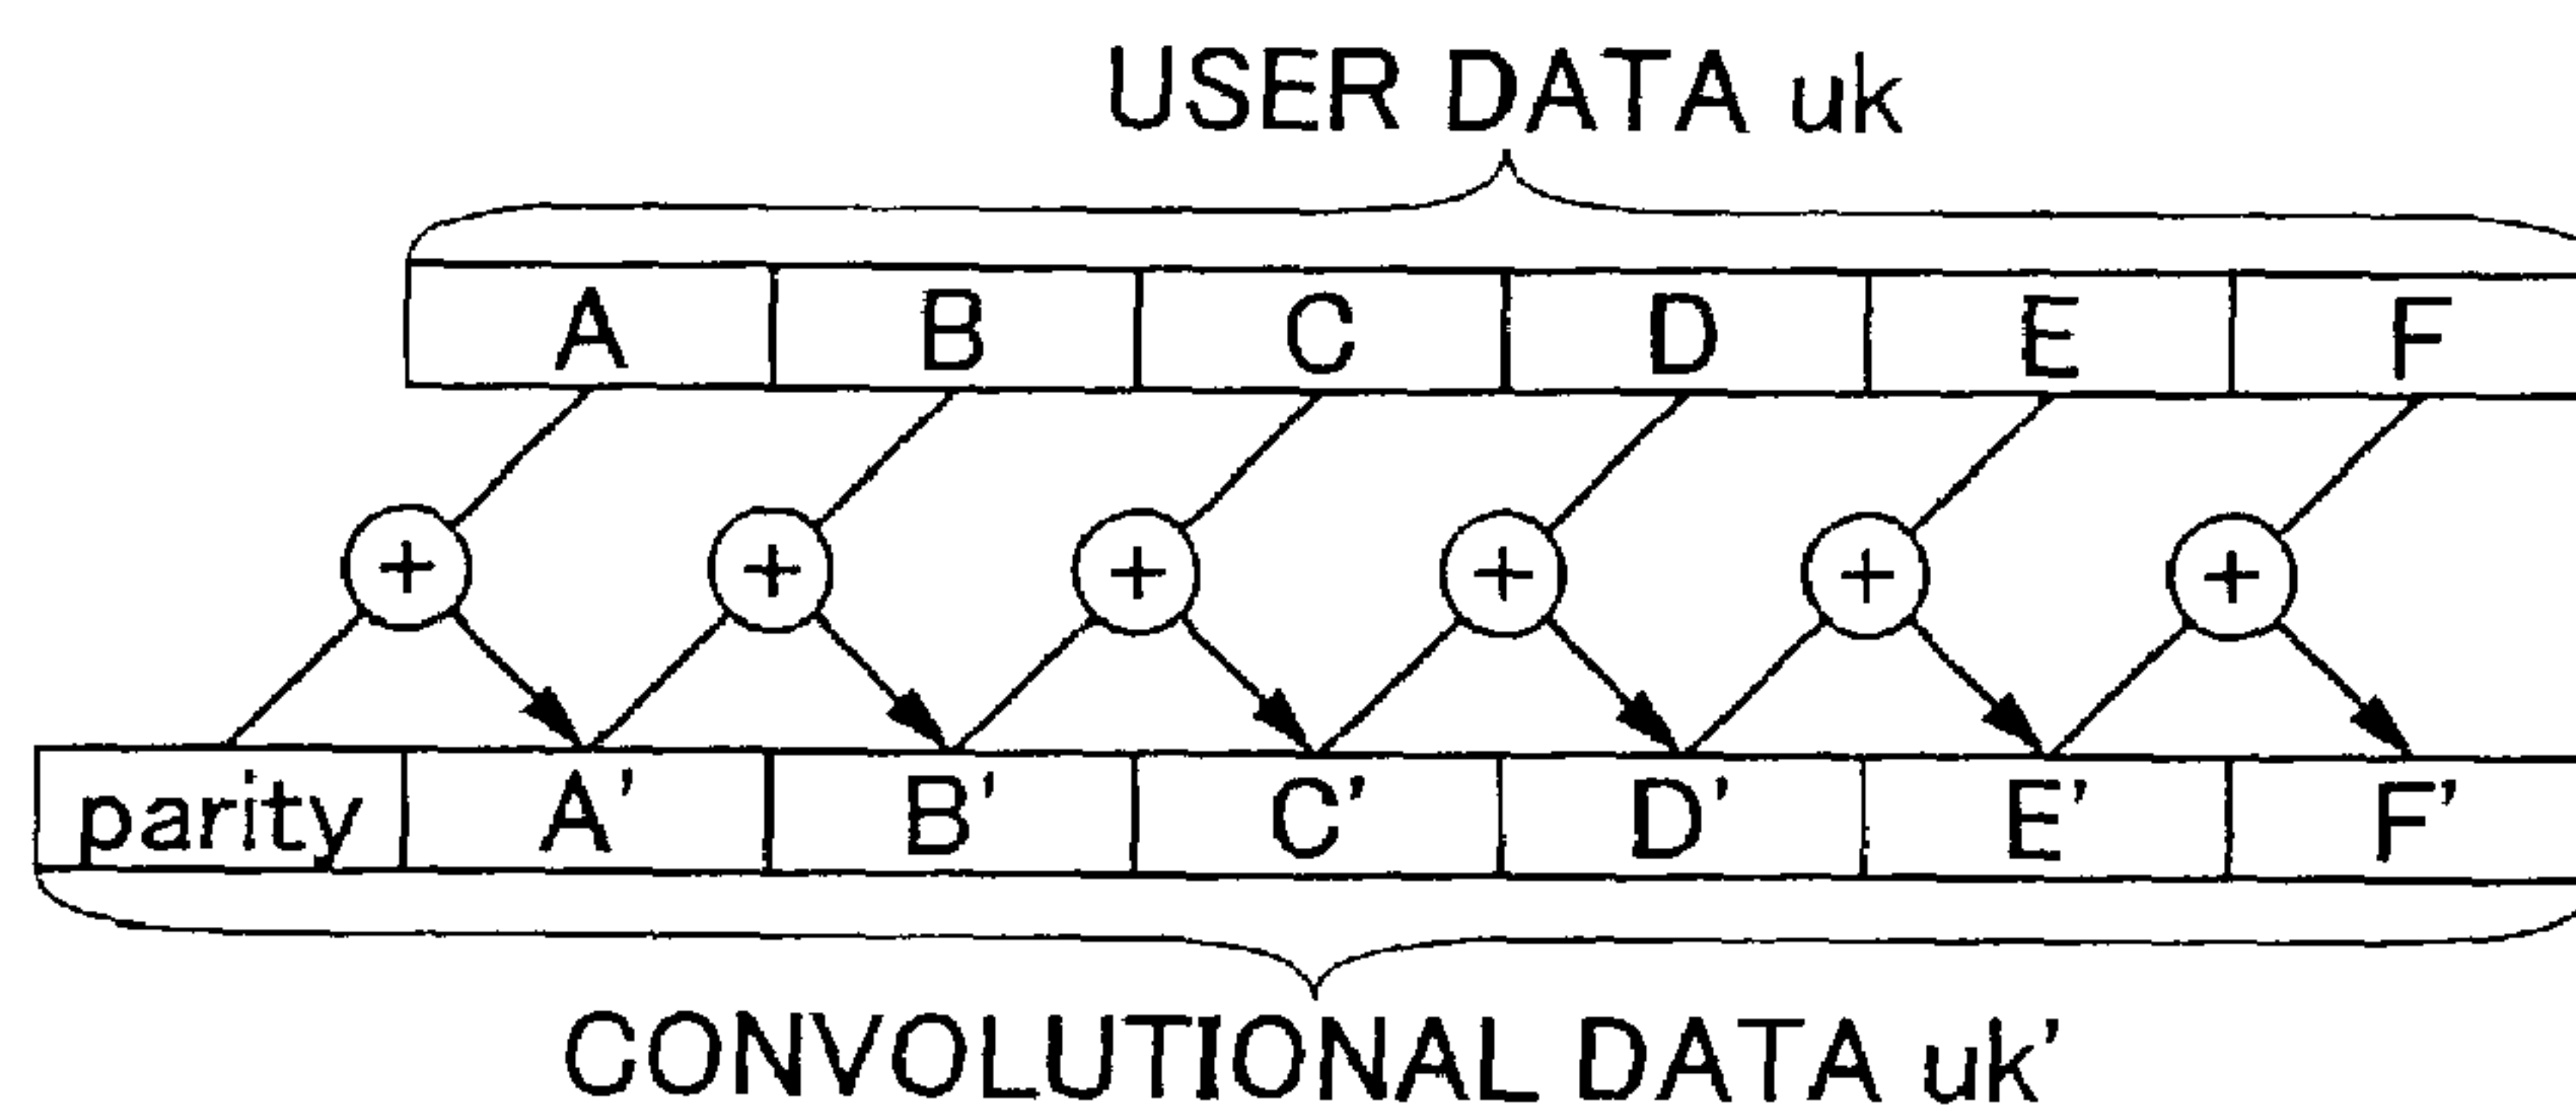 USER DATA uk
A B C D E F
+ + + + + +
parity A' B' C' D' E' F'
CONVOLUTIONAL DATA uk'